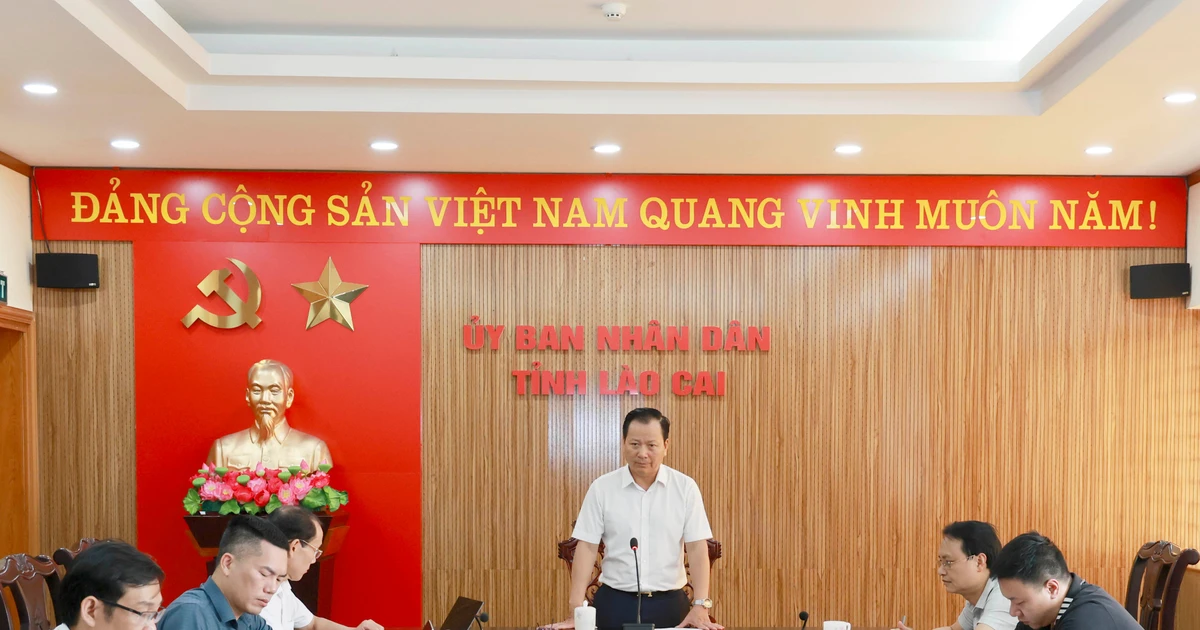 ĐẢNG CỘNG SẢN VIỆT NAM QUANG VINH MUÔN NĂM!
ỦY BAN NHÂN DÂN
TỈNH LÀO CAI